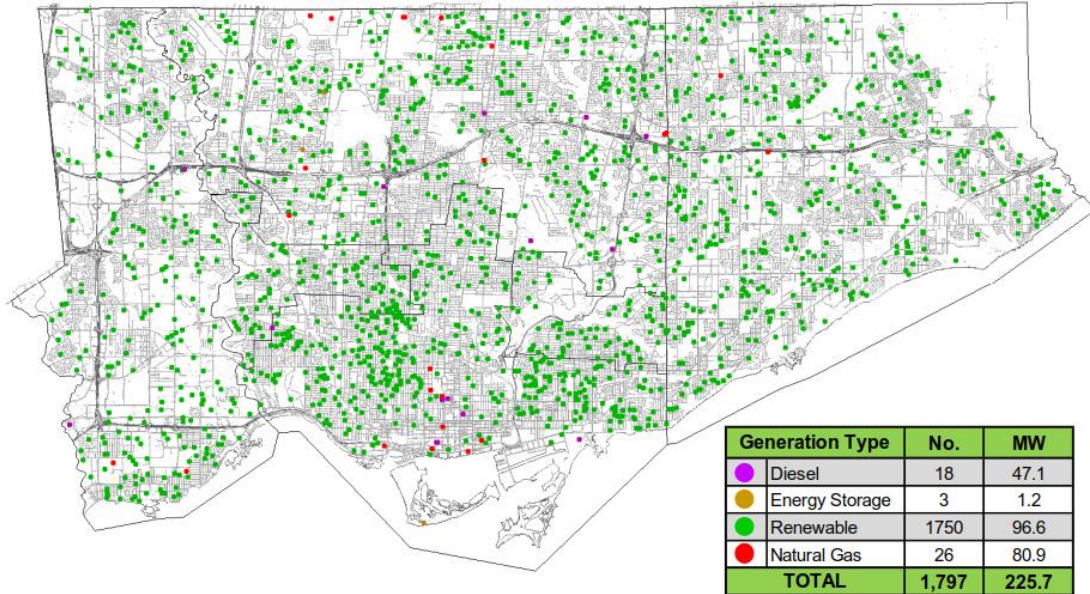 Generation Type No. MW
Diesel 18 47.1
Energy Storage 3 1.2
Renewable 1750 96.6
Natural Gas 26 80.9
TOTAL 1,797 225.7